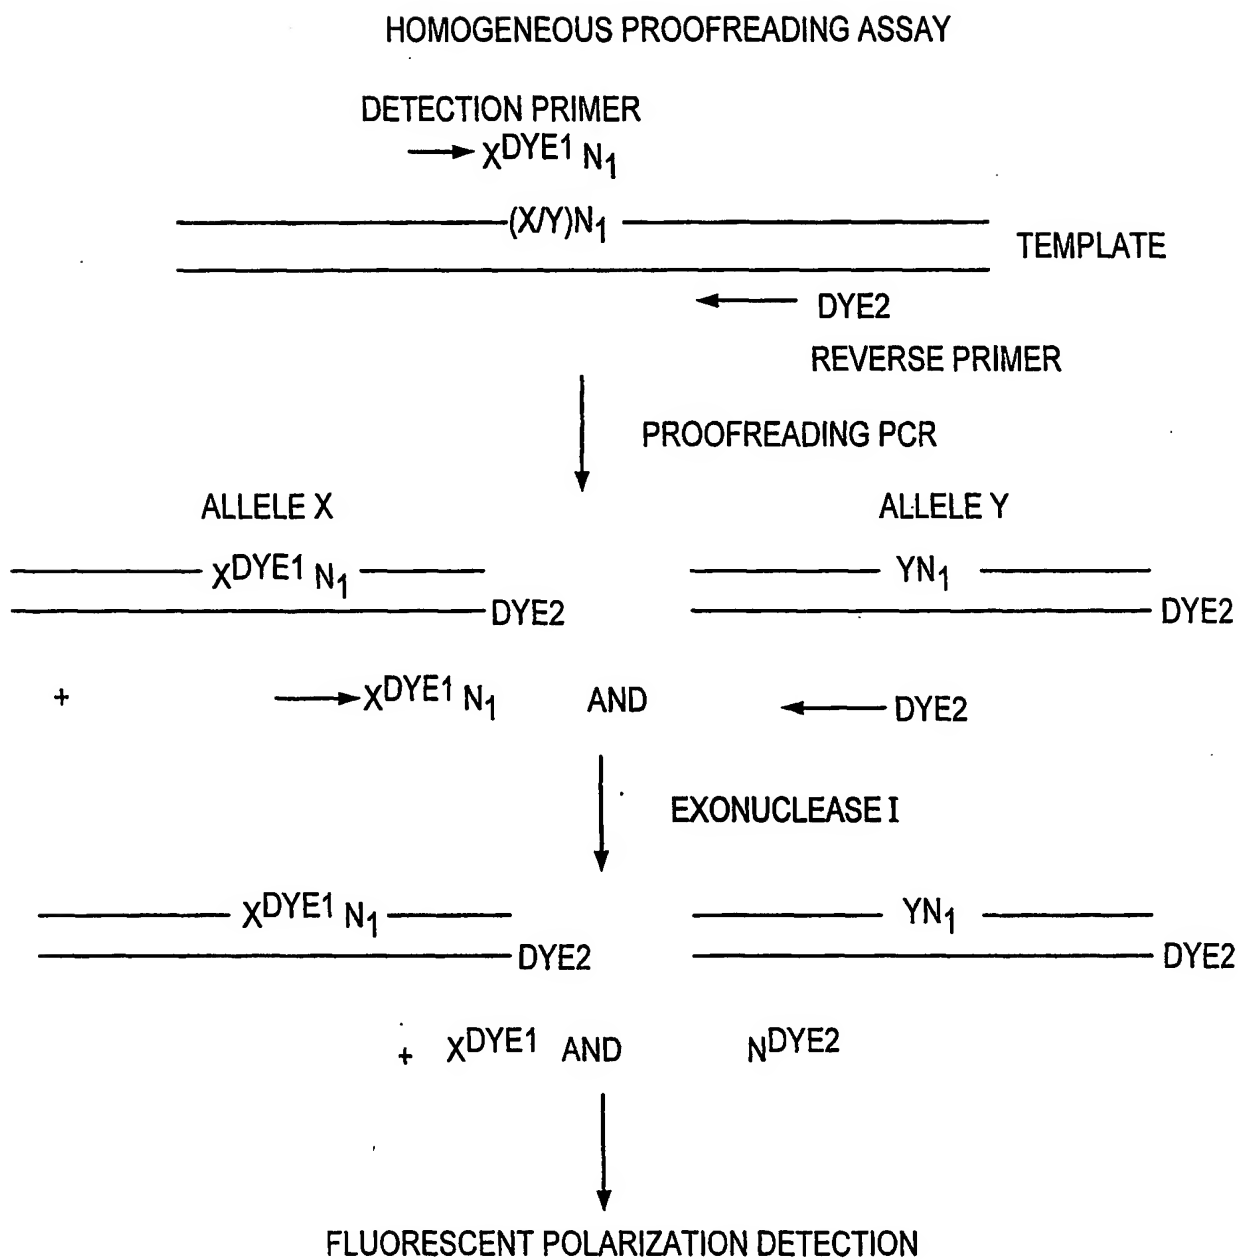 HOMOGENEOUS PROOFREADING ASSAY
DETECTION PRIMER
X^DYE1 N₁
(X/Y)N₁
TEMPLATE
DYE2
REVERSE PRIMER
PROOFREADING PCR
ALLELE X ALLELE Y
X^DYE1 N₁ YN₁
DYE2 DYE2
+ X^DYE1 N₁ AND DYE2
EXONUCLEASE I
X^DYE1 N₁ YN₁
DYE2 DYE2
+ X^DYE1 AND N^DYE2
FLUORESCENT POLARIZATION DETECTION